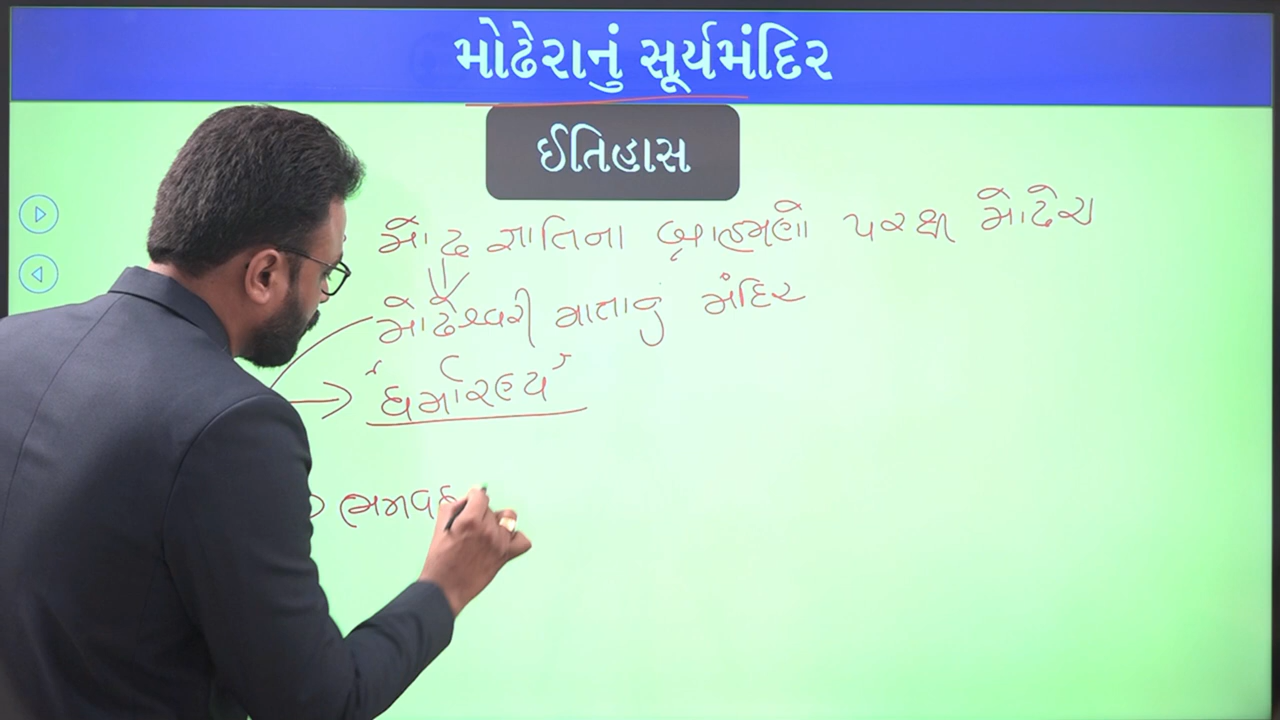 મોઢેરાનું સૂર્યમંદિર
ઈતિહાસ
મોઢ જ્ઞાતિના બ્રાહ્મણો પરથી મોઢેરા
મોઢેશ્વરી માતાનું મંદિર
'ધર્મારણ્ય'